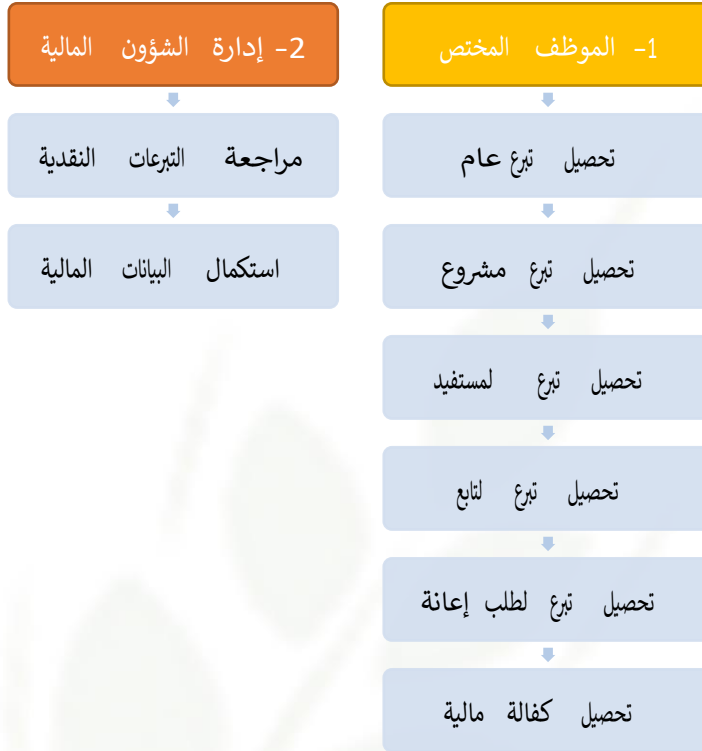 1- الموظف المختص
تحصيل تبرع عام
تحصيل تبرع مشروع
تحصيل تبرع لمستفيد
تحصيل تبرع لتابع
تحصيل تبرع لطلب إعانة
تحصيل كفالة مالية
2- إدارة الشؤون المالية
مراجعة التبرعات النقدية
استكمال البيانات المالية